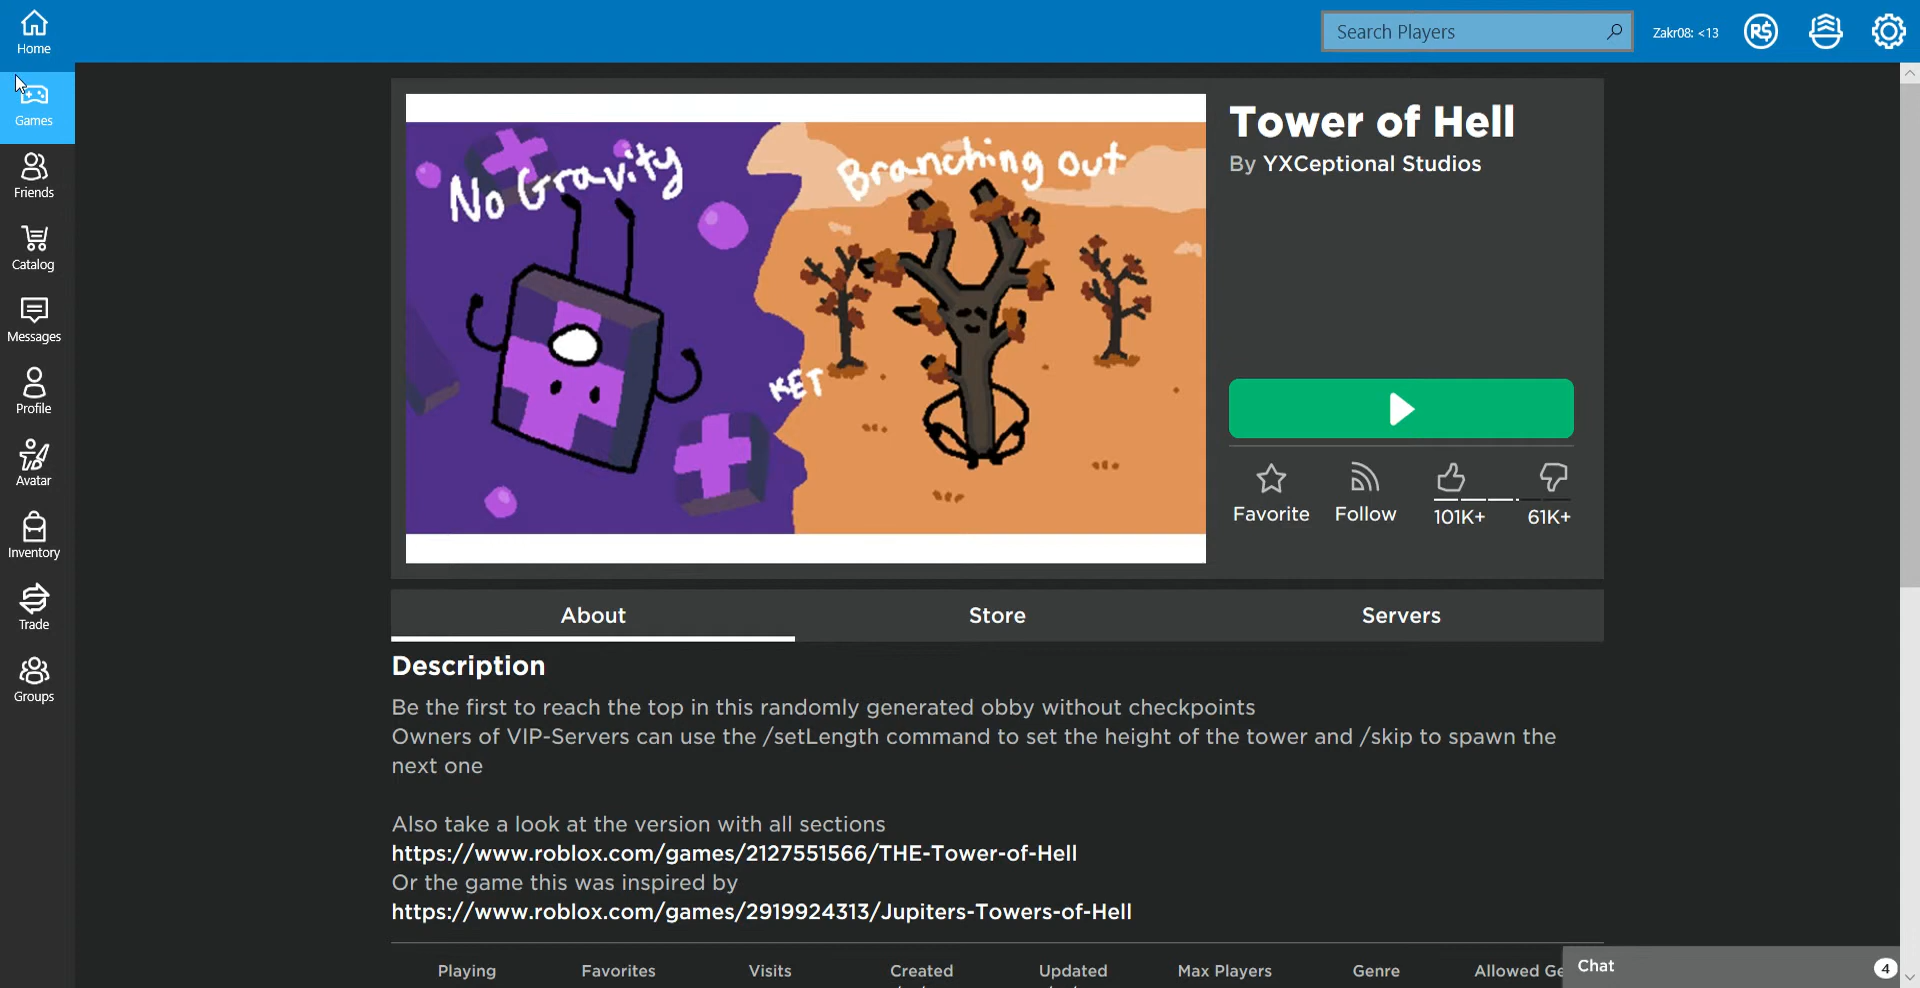 Home
Search Players
Zakr08: <13
R$
Games
Friends
Catalog
Messages
Profile
Avatar
Inventory
Trade
Groups
No Gravity
Branching out
KET
Tower of Hell
By YXCeptional Studios
Favorite
Follow
101K+
61K+
About
Store
Servers
Description
Be the first to reach the top in this randomly generated obby without checkpoints
Owners of VIP-Servers can use the /setLength command to set the height of the tower and /skip to spawn the
next one
Also take a look at the version with all sections
https://www.roblox.com/games/2127551566/THE-Tower-of-Hell
Or the game this was inspired by
https://www.roblox.com/games/2919924313/Jupiters-Towers-of-Hell
Playing
Favorites
Visits
Created
Updated
Max Players
Genre
Allowed Ge
Chat
4